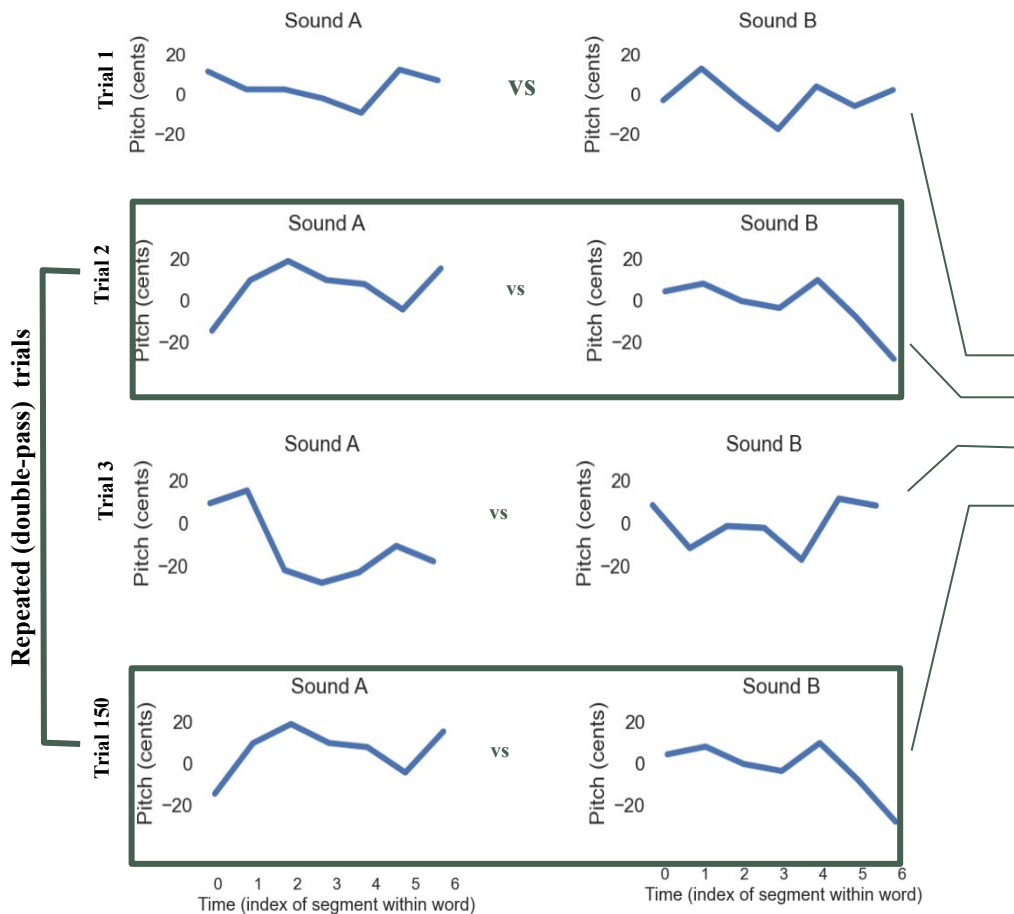 Sound A
Sound B
Trial 1
Pitch (cents)
20
0
−20
vs
Pitch (cents)
20
0
−20
Repeated (double-pass) trials
Sound A
Sound B
Trial 2
Pitch (cents)
20
0
−20
vs
Pitch (cents)
20
0
−20
Sound A
Sound B
Trial 3
Pitch (cents)
20
0
−20
vs
Pitch (cents)
20
0
−20
Sound A
Sound B
Trial 150
Pitch (cents)
20
0
−20
vs
Pitch (cents)
20
0
−20
0 1 2 3 4 5 6
Time (index of segment within word)
0 1 2 3 4 5 6
Time (index of segment within word)